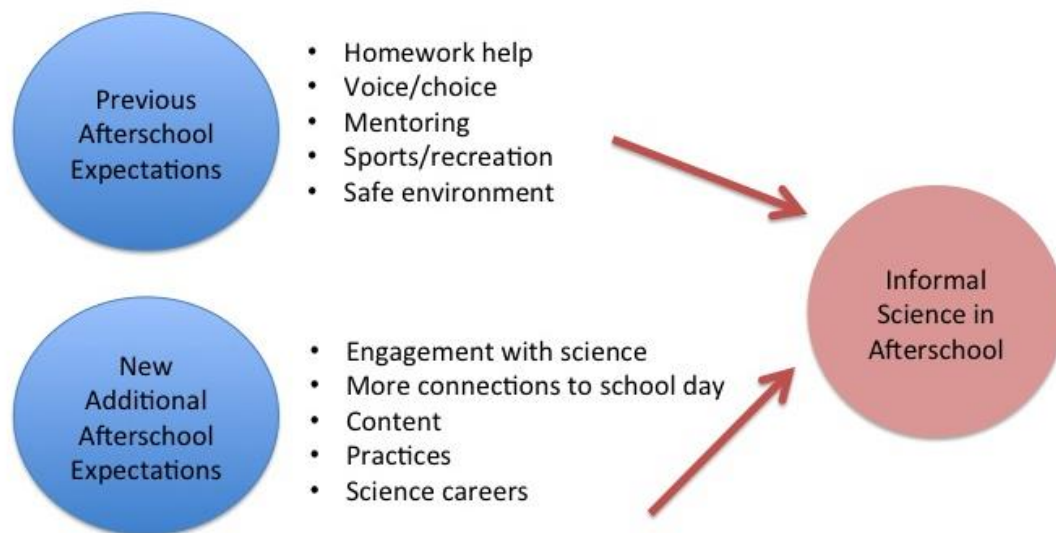 Previous
Afterschool
Expectations
• Homework help
• Voice/choice
• Mentoring
• Sports/recreation
• Safe environment
New
Additional
Afterschool
Expectations
• Engagement with science
• More connections to school day
• Content
• Practices
• Science careers
Informal
Science in
Afterschool